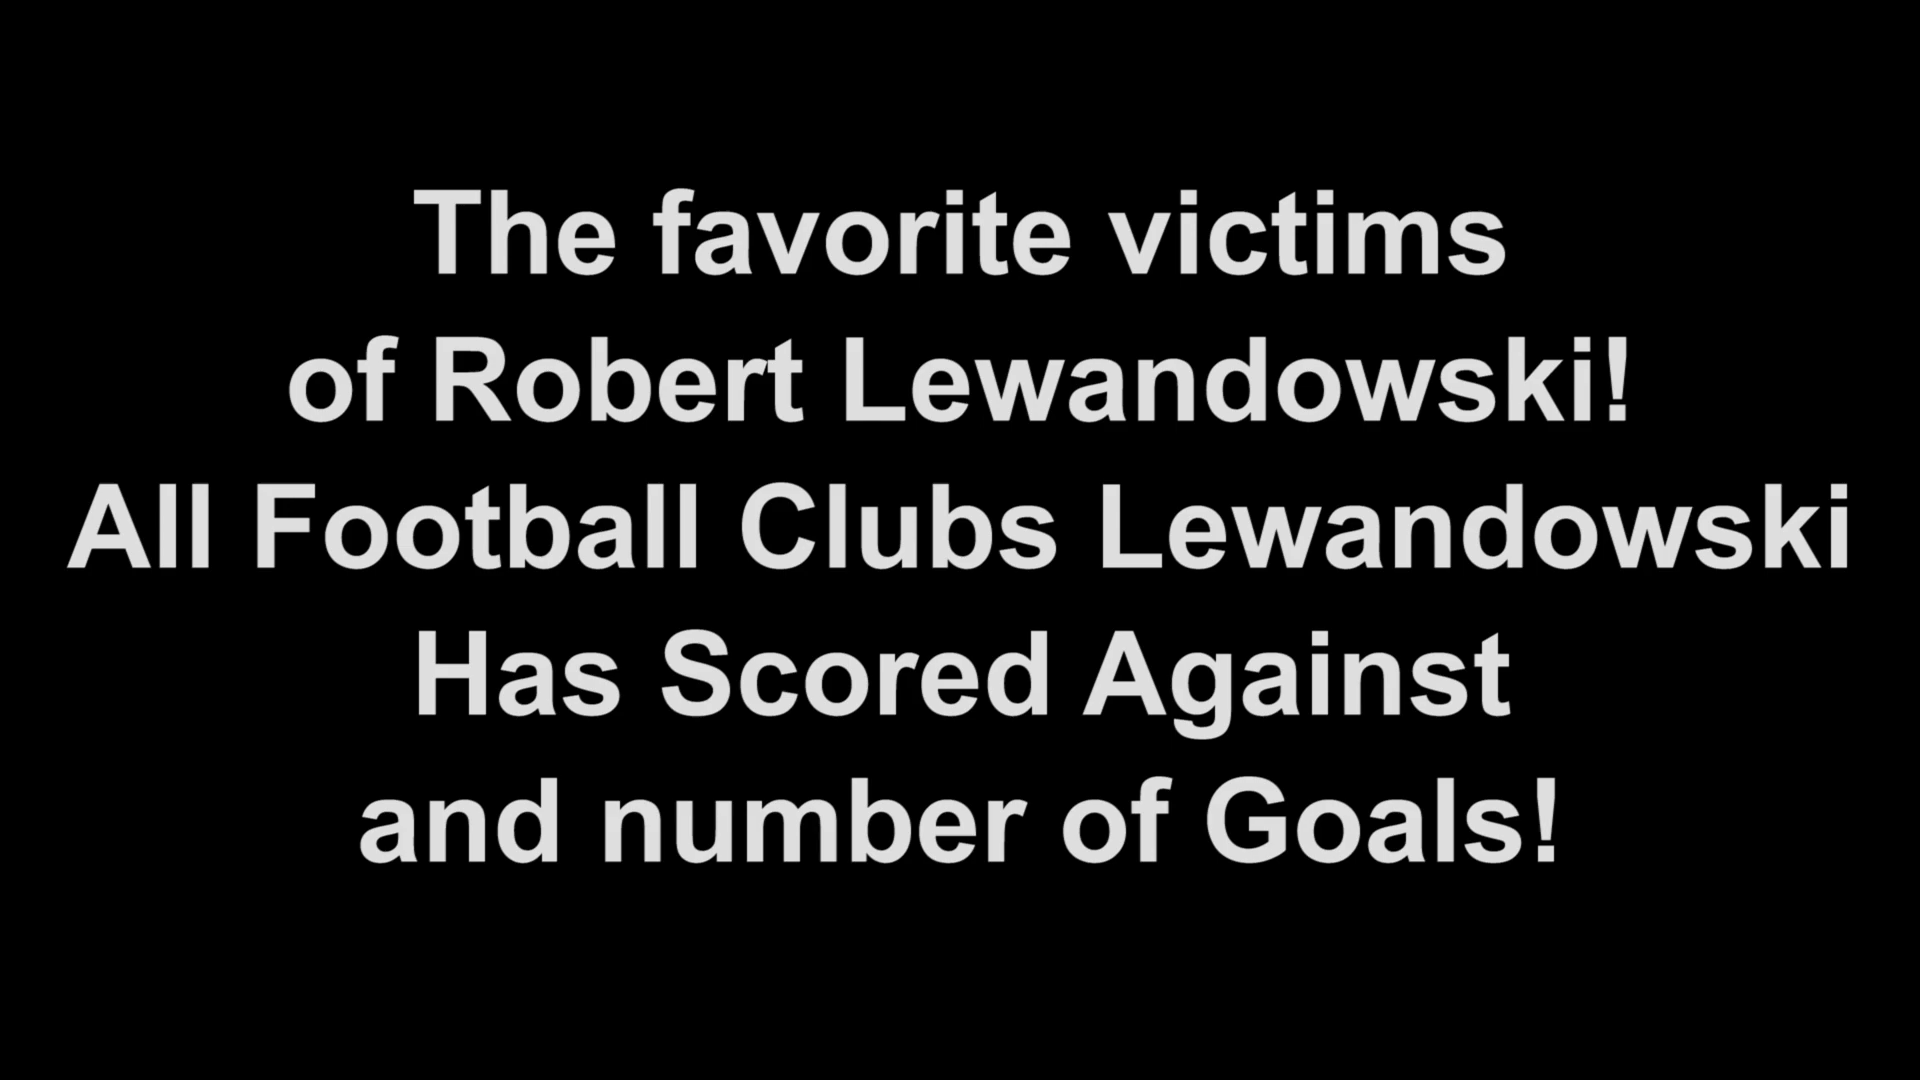 The favorite victims
of Robert Lewandowski!
All Football Clubs Lewandowski
Has Scored Against
and number of Goals!